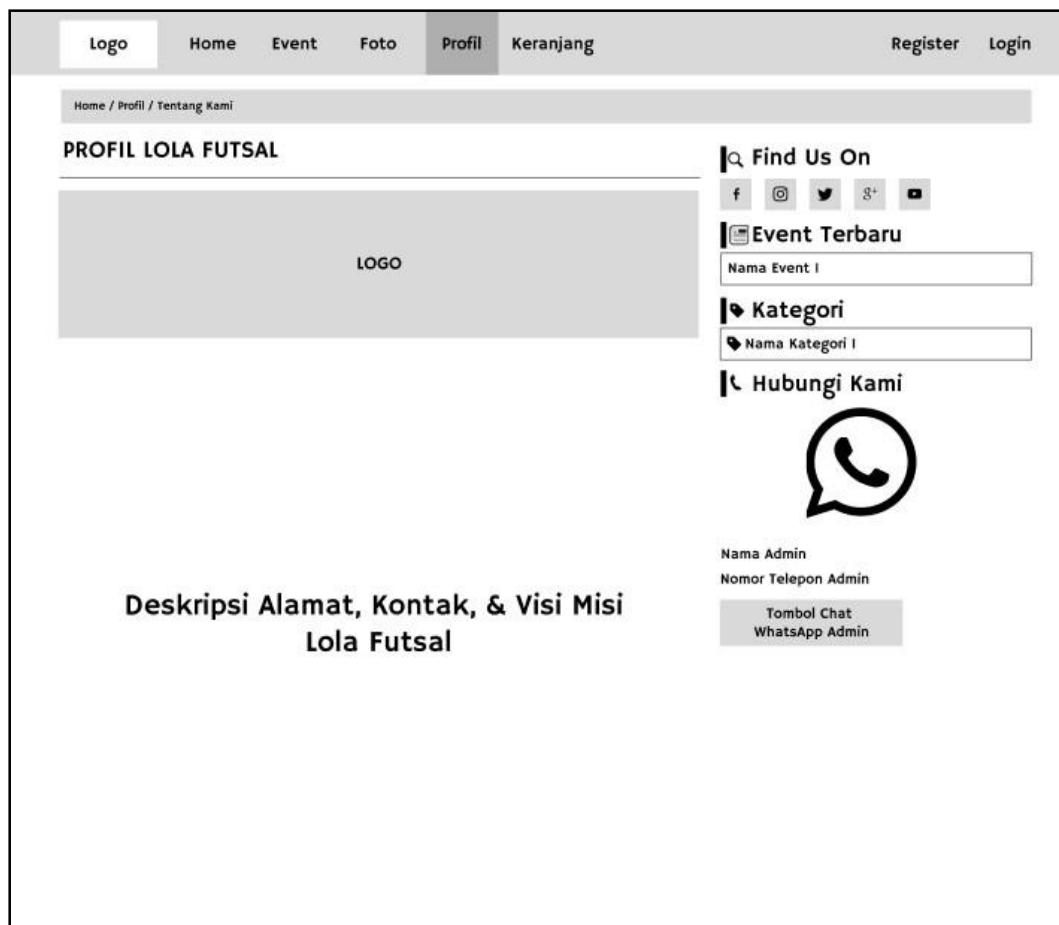 Logo Home Event Foto Profil Keranjang Register Login
Home / Profil / Tentang Kami
PROFIL LOLA FUTSAL
LOGO
Deskripsi Alamat, Kontak, & Visi Misi
Lola Futsal
Find Us On
f g+
Event Terbaru
Nama Event 1
Kategori
Nama Kategori 1
Hubungi Kami
Nama Admin
Nomor Telepon Admin
Tombol Chat
WhatsApp Admin